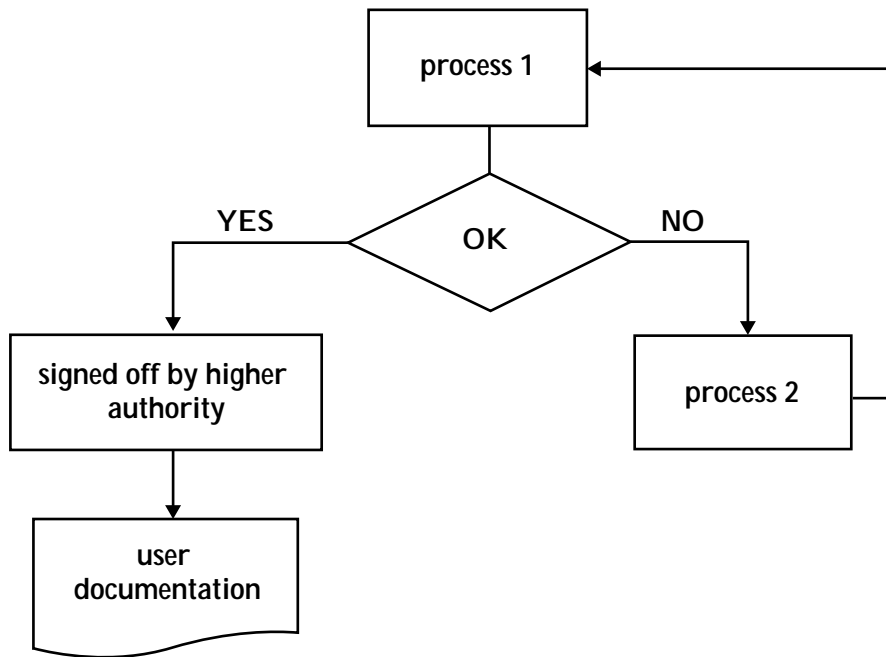 process 1
YES
OK
NO
signed off by higher
authority
process 2
user
documentation